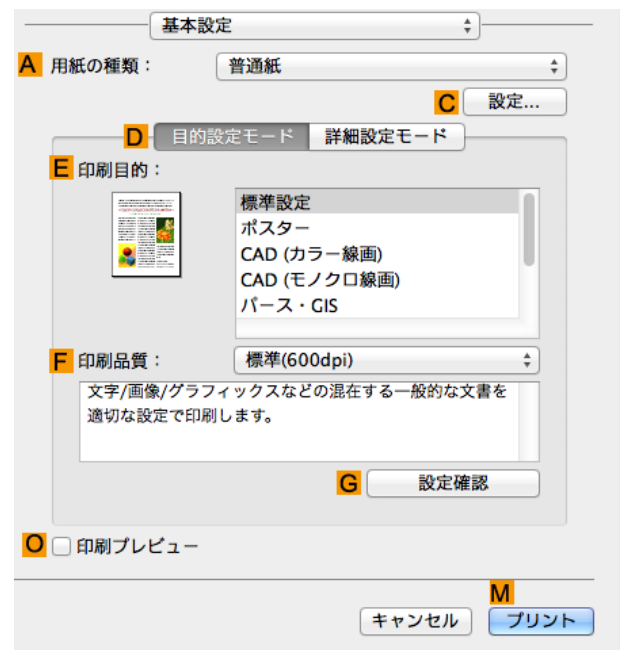 基本設定
A 用紙の種類： 普通紙
C 設定...
D 目的設定モード 詳細設定モード
E 印刷目的：
標準設定
ポスター
CAD (カラー線画)
CAD (モノクロ線画)
パース・GIS
F 印刷品質： 標準(600dpi)
文字/画像/グラフィックスなどの混在する一般的な文書を
適切な設定で印刷します。
G 設定確認
O 印刷プレビュー
M
キャンセル プリント